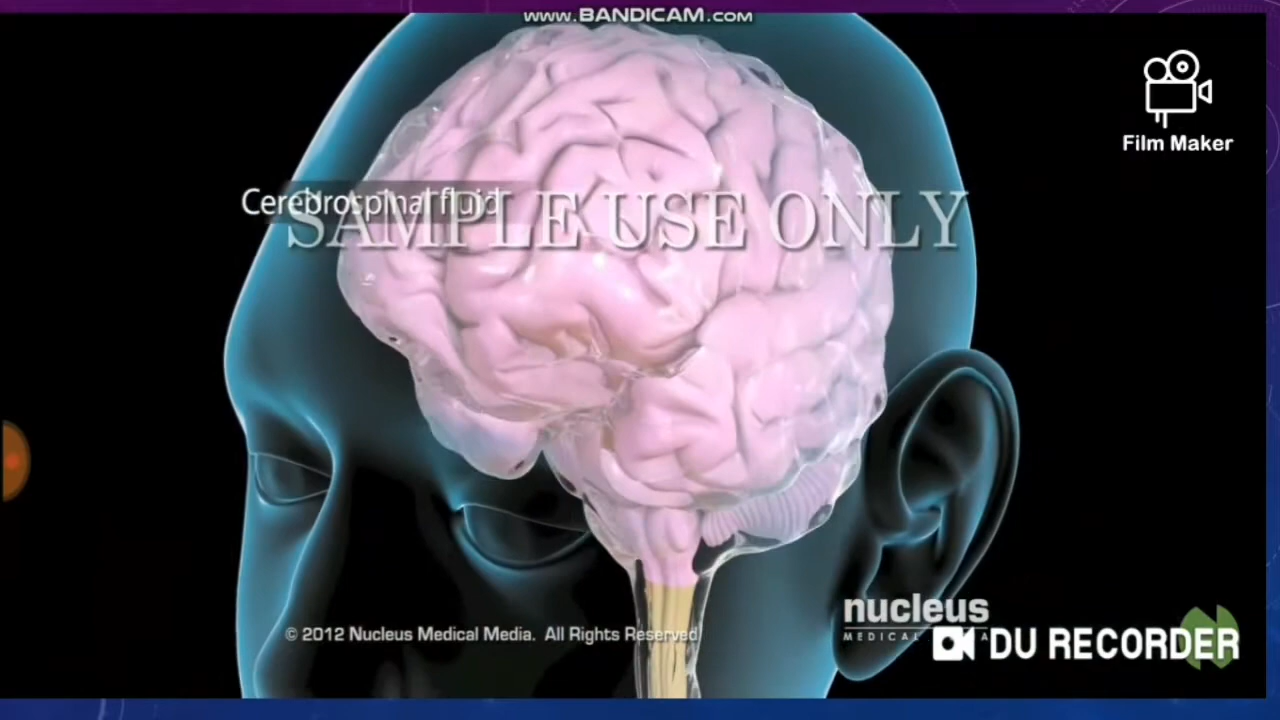 www.BANDICAM.com
Film Maker
Cerebrospinal fluid
SAMPLE USE ONLY
nucleus
MEDICAL
© 2012 Nucleus Medical Media. All Rights Reserved
DU RECORDER